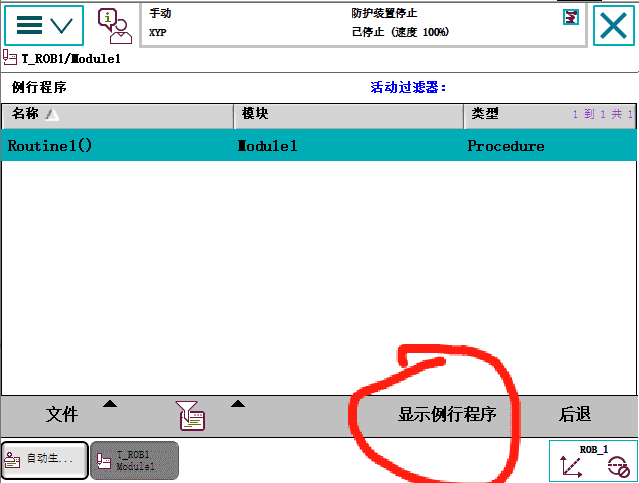 手动
防护装置停止
XYP
己停止 (速度 100%)
T_ROB1/Module1
例行程序
活动过滤器：
名称
模块
类型
1 到 1 共 1
Routine1()
Module1
Procedure
文件
显示例行程序
后退
自动生...
T_ROB1
Module1
ROB_1